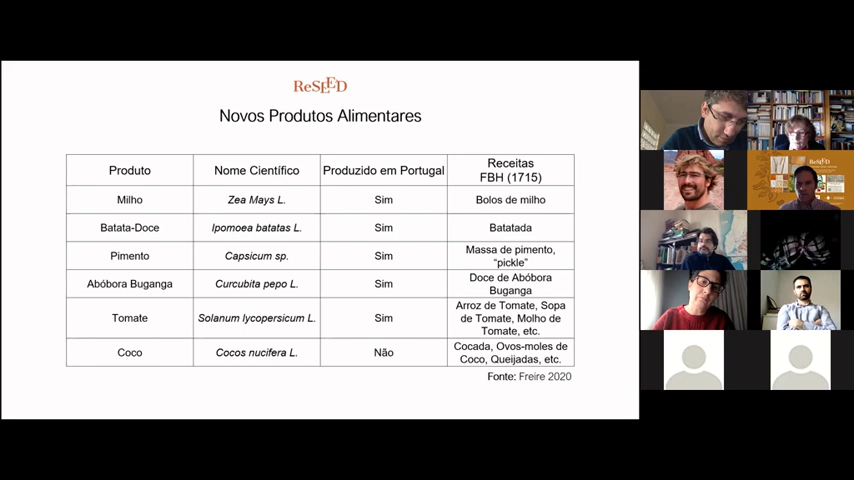 ReSEED
Novos Produtos Alimentares
Produto
Nome Científico
Produzido em Portugal
Receitas
FBH (1715)
Milho
Zea Mays L.
Sim
Bolos de milho
Batata-Doce
Ipomoea batatas L.
Sim
Batatada
Pimento
Capsicum sp.
Sim
Massa de pimento,
“pickle”
Abóbora Buganga
Curcubita pepo L.
Sim
Doce de Abóbora
Buganga
Tomate
Solanum lycopersicum L.
Sim
Arroz de Tomate, Sopa
de Tomate, Molho de
Tomate, etc.
Coco
Cocos nucifera L.
Não
Cocada, Ovos-moles de
Coco, Queijadas, etc.
Fonte: Freire 2020
ReSEED